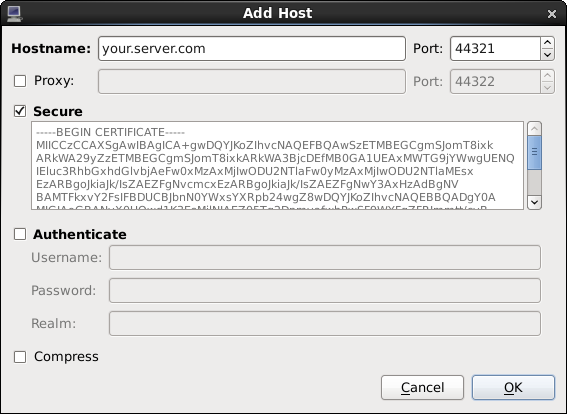 Add Host
Hostname: your.server.com Port: 44321
Proxy: Port: 44322
Secure
-----BEGIN CERTIFICATE-----
MIICCzCCAXSgAwIBAgICA+gwDQYJKoZIhvcNAQEFBQAwSzETMBEGCgmSJomT8ixk
ARkWA29yZzETMBEGCgmSJomT8ixkARkWA3BjcDEfMB0GA1UEAxMWTG9jYWwgUENQ
IEluc3RhbGxhdGlvbjAeFw0xMzAxMjIwODU2NTlaFw0yMzAxMjIwODU2NTlaMEsx
EzARBgoJkiaJk/IsZAEZFgNvcmcxEzARBgoJkiaJk/IsZAEZFgNwY3AxHzAdBgNV
BAMTFkxvY2FsIFBDUCBJbnN0YWxsYXRpb24wgZ8wDQYJKoZIhvcNAQEBBQADgY0A
Authenticate
Username:
Password:
Realm:
Compress
Cancel OK